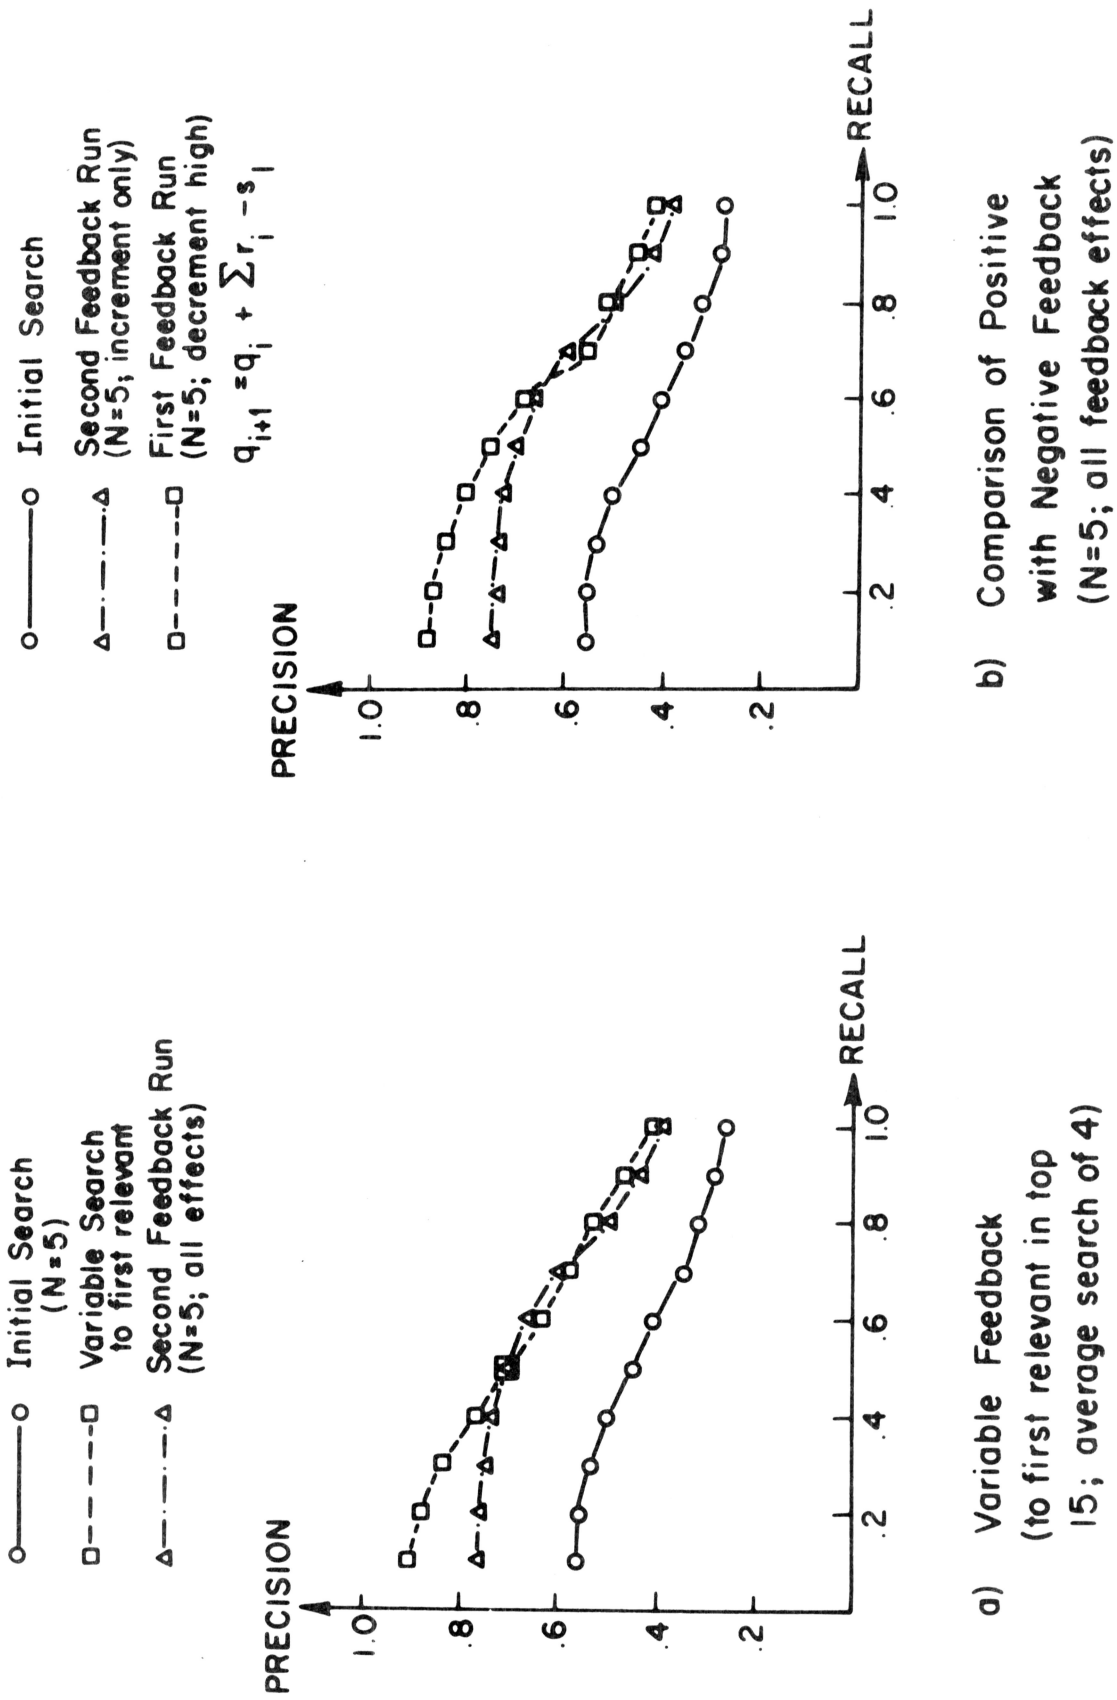 Initial Search
(N=5)
Variable Search
to first relevant
Second Feedback Run
(N=5; all effects)
PRECISION
1.0
.8
.6
.4
.2
.2
.4
.6
.8
1.0
RECALL
a) Variable Feedback
(to first relevant in top
15; average search of 4)
Initial Search
Second Feedback Run
(N=5; increment only)
First Feedback Run
(N=5; decrement high)
q_{i+1} = q_i + Σ r_i - s_1
PRECISION
1.0
.8
.6
.4
.2
.2
.4
.6
.8
1.0
RECALL
b) Comparison of Positive
with Negative Feedback
(N=5; all feedback effects)